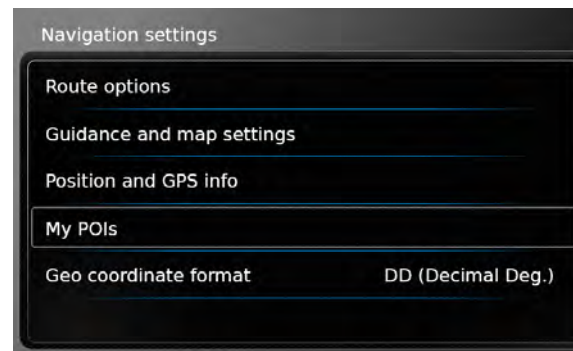 Navigation settings
Route options
Guidance and map settings
Position and GPS info
My POIs
Geo coordinate format DD (Decimal Deg.)